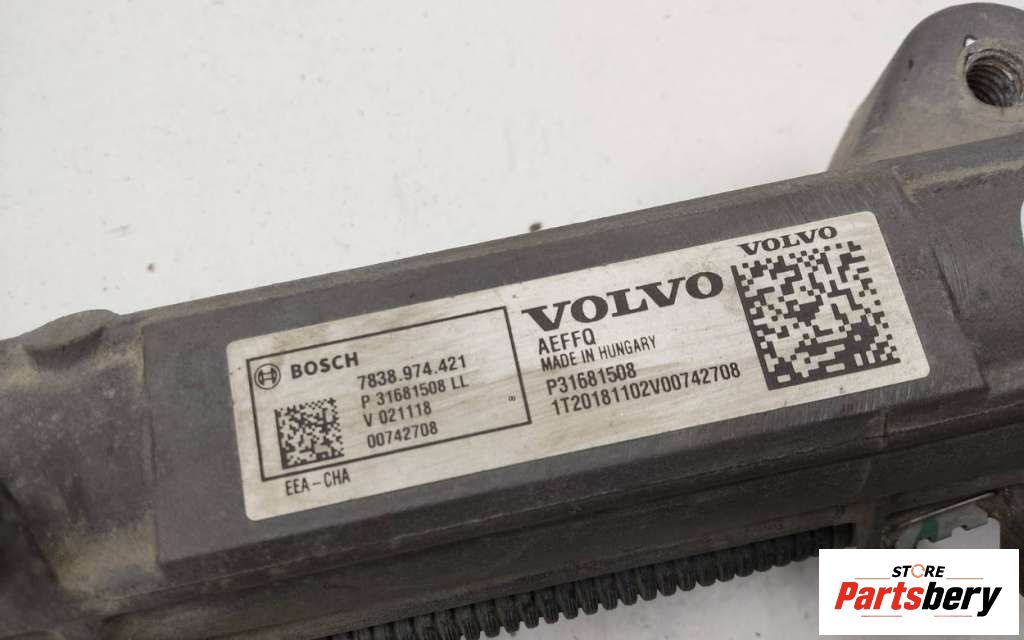 BOSCH
7838.974.421
P 31681508 LL
V 021118
00742708
EEA-CHA
VOLVO
AEFFQ
MADE IN HUNGARY
P31681508
1T20181102V00742708
VOLVO
STORE
Partsbery